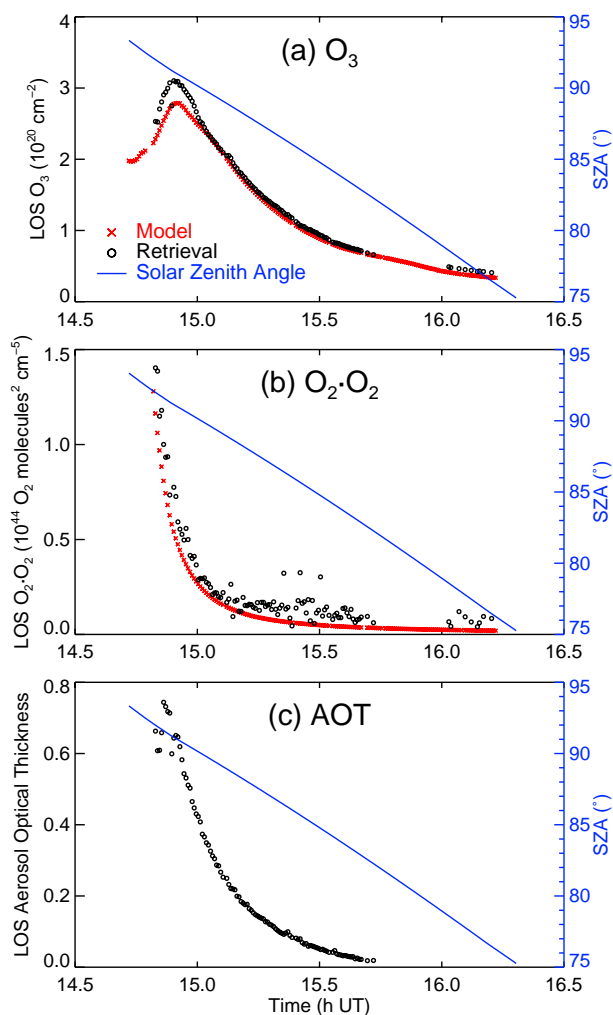 (a) O3
LOS O3 (10^20 cm^-2)
4
3
2
1
0
95
90
85
80
75
SZA (°)
Model
Retrieval
Solar Zenith Angle
14.5 15.0 15.5 16.0 16.5
(b) O2·O2
LOS O2·O2 (10^44 O2 molecules^2 cm^-5)
1.5
1.0
0.5
0.0
95
90
85
80
75
SZA (°)
14.5 15.0 15.5 16.0 16.5
(c) AOT
LOS Aerosol Optical Thickness
0.8
0.6
0.4
0.2
0.0
95
90
85
80
75
SZA (°)
14.5 15.0 15.5 16.0 16.5
Time (h UT)